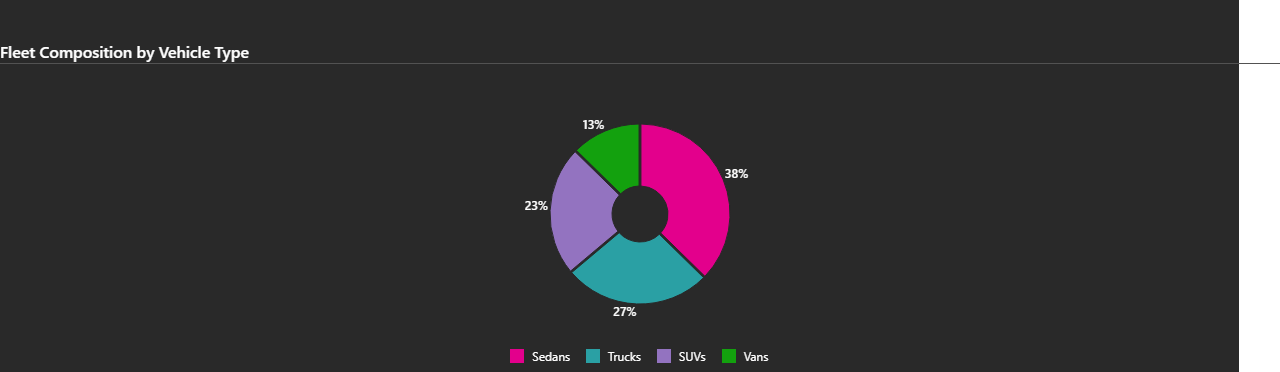 Fleet Composition by Vehicle Type
13%
38%
23%
27%
Sedans Trucks SUVs Vans